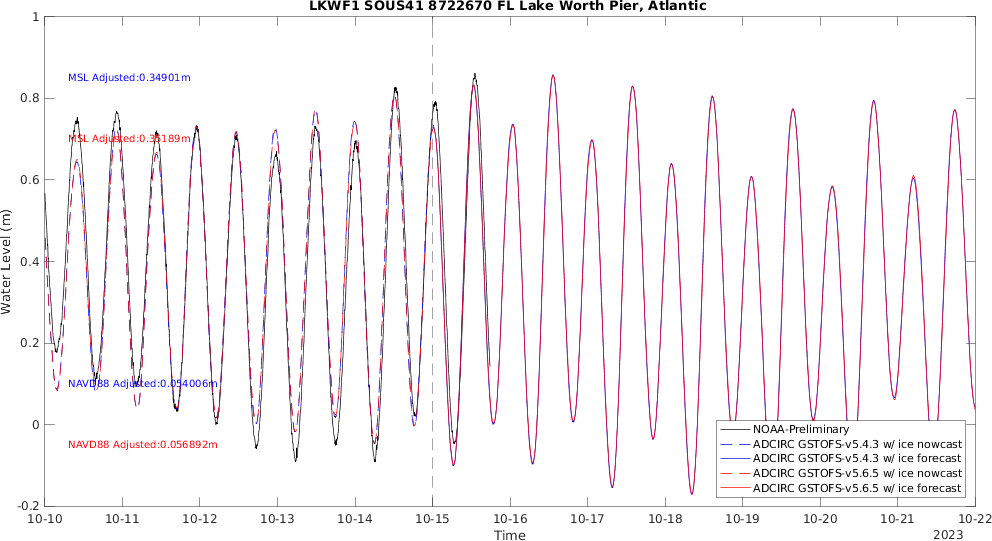 LKWF1 SOUS41 8722670 FL Lake Worth Pier, Atlantic
1
0.8
0.6
0.4
0.2
0
-0.2
Water Level (m)
MSL Adjusted:0.34901m
MSL Adjusted:0.35189m
NAVD88 Adjusted:0.054006m
NAVD88 Adjusted:0.056892m
NOAA-Preliminary
ADCIRC GSTOFS-v5.4.3 w/ ice nowcast
ADCIRC GSTOFS-v5.4.3 w/ ice forecast
ADCIRC GSTOFS-v5.6.5 w/ ice nowcast
ADCIRC GSTOFS-v5.6.5 w/ ice forecast
10-10 10-11 10-12 10-13 10-14 10-15 10-16 10-17 10-18 10-19 10-20 10-21 10-22
Time
2023